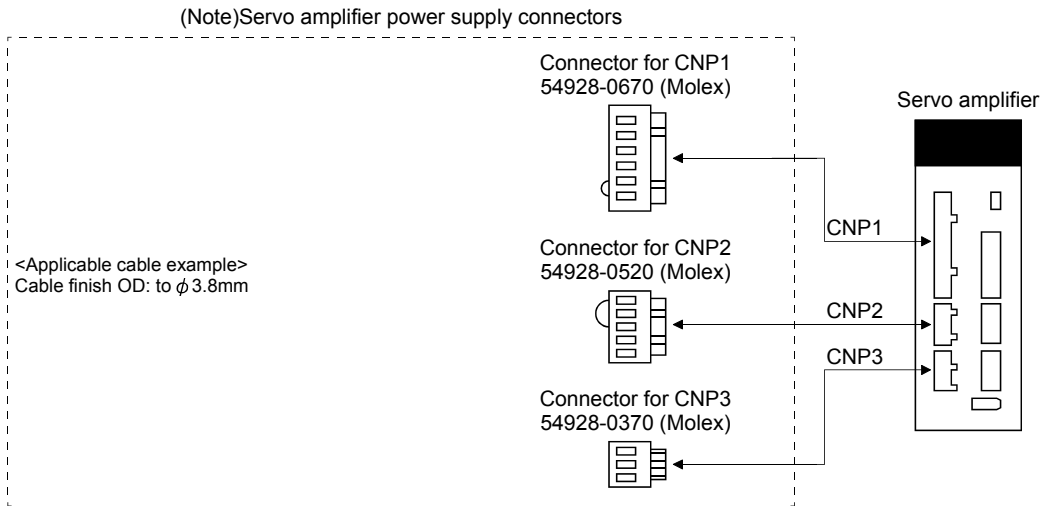 (Note)Servo amplifier power supply connectors
Connector for CNP1
54928-0670 (Molex)
Servo amplifier
CNP1
Connector for CNP2
54928-0520 (Molex)
<Applicable cable example>
Cable finish OD: to ϕ3.8mm
CNP2
CNP3
Connector for CNP3
54928-0370 (Molex)